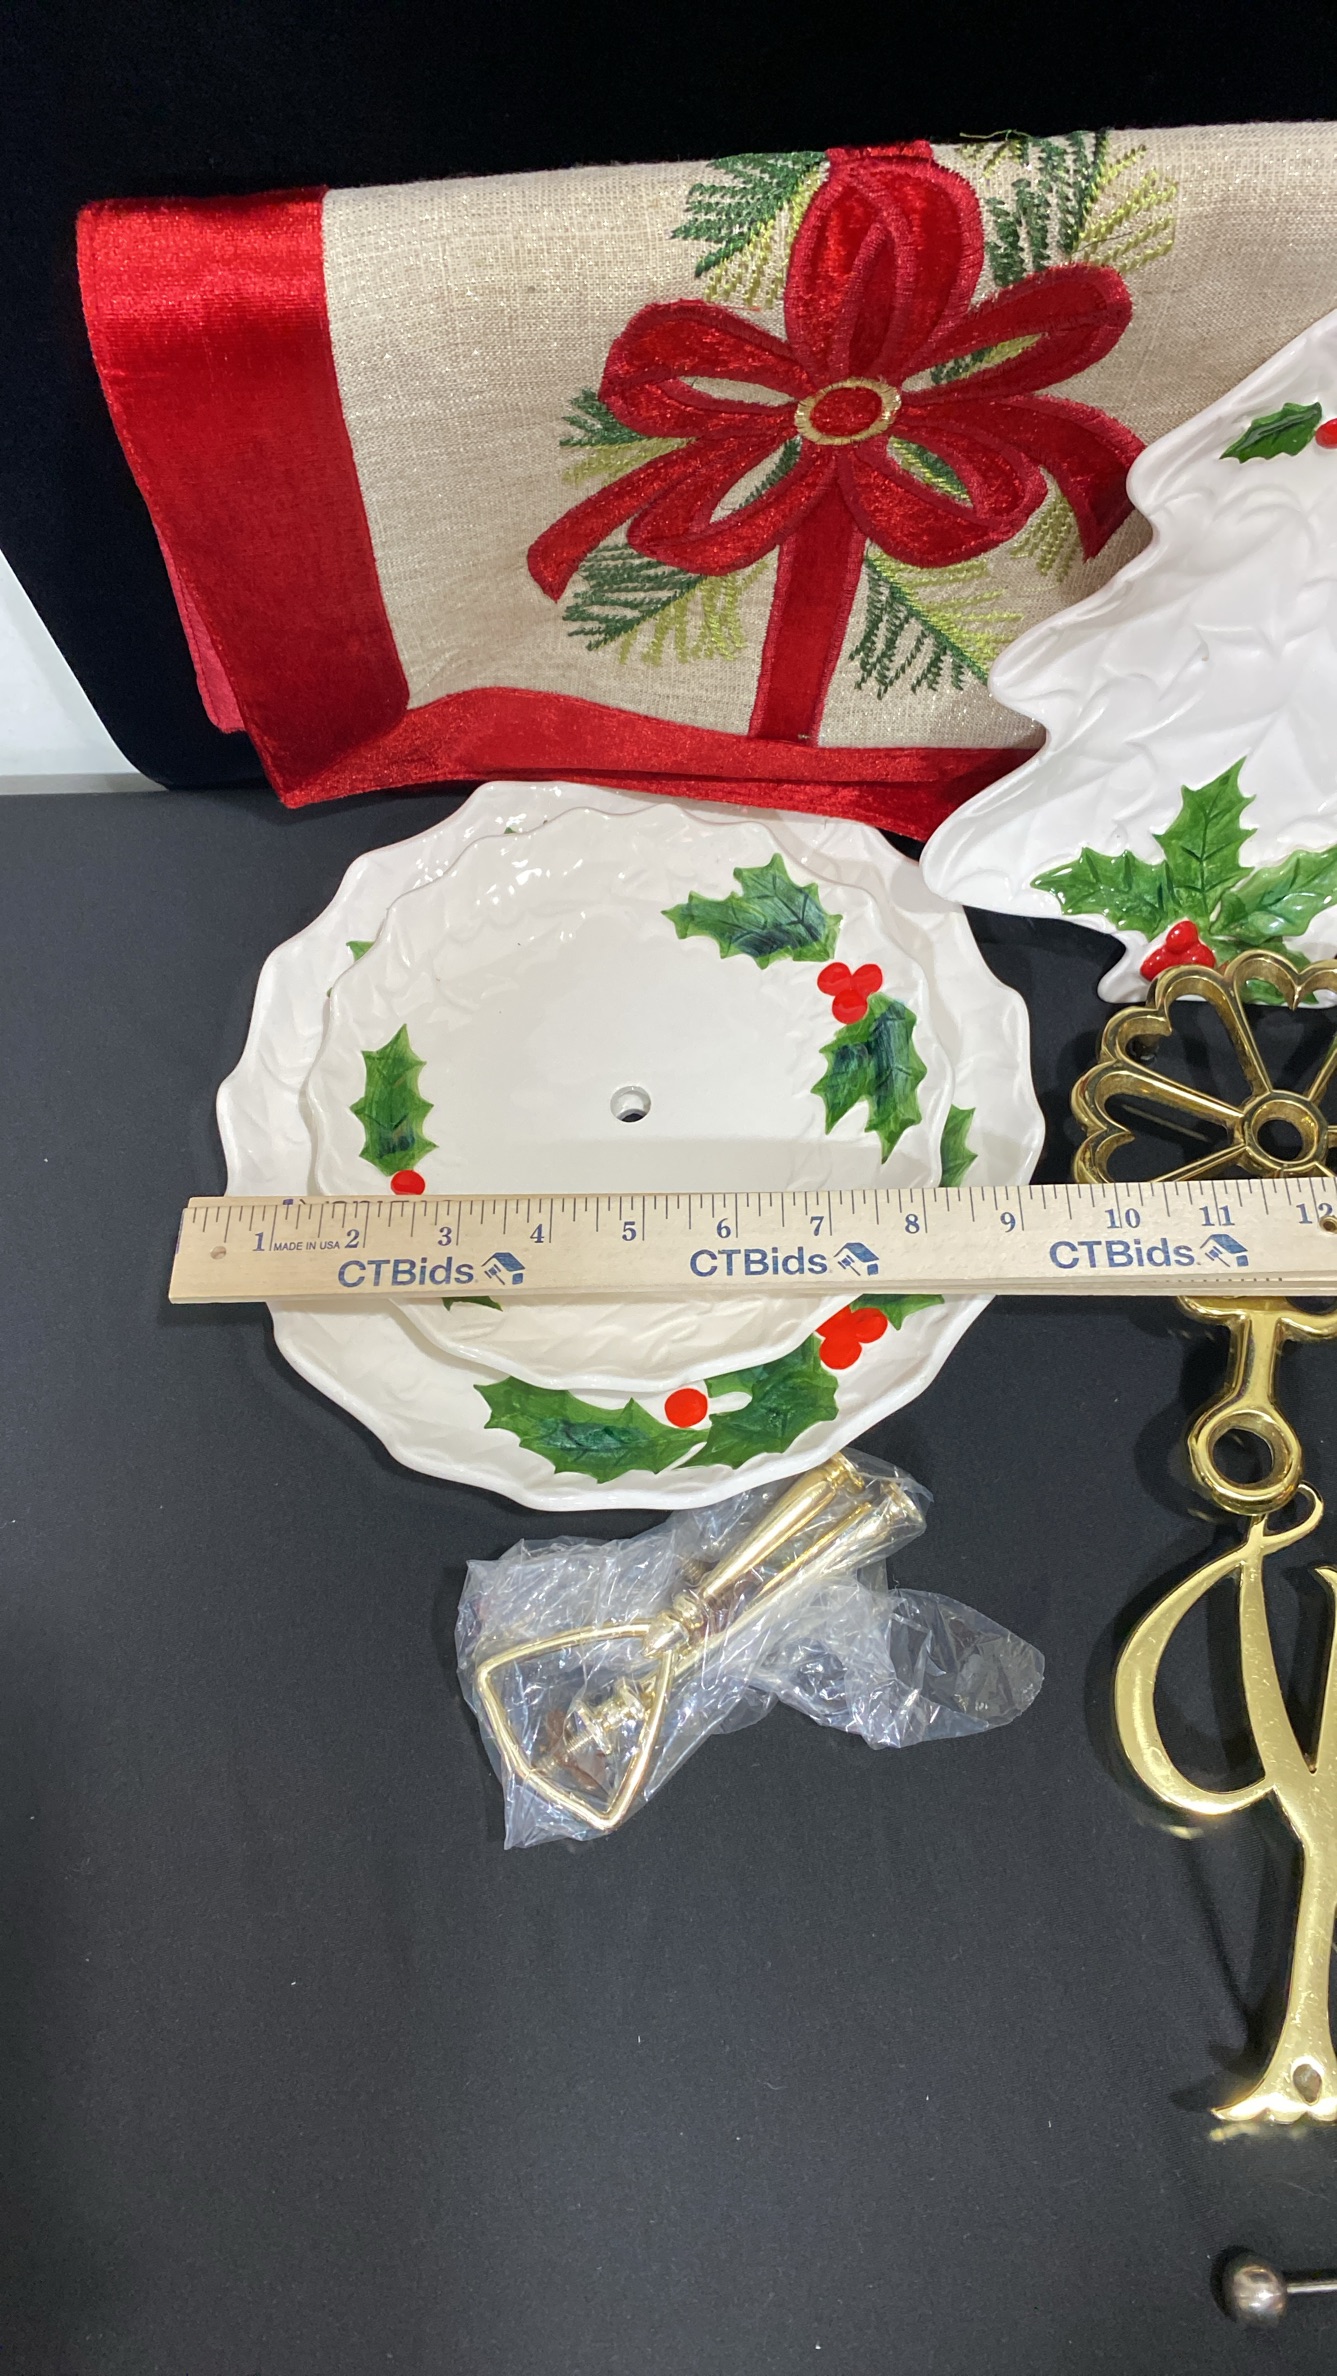 1 MADE IN USA 2 3 4 5 6 7 8 9 10 11 12
CTBids CTBids CTBids